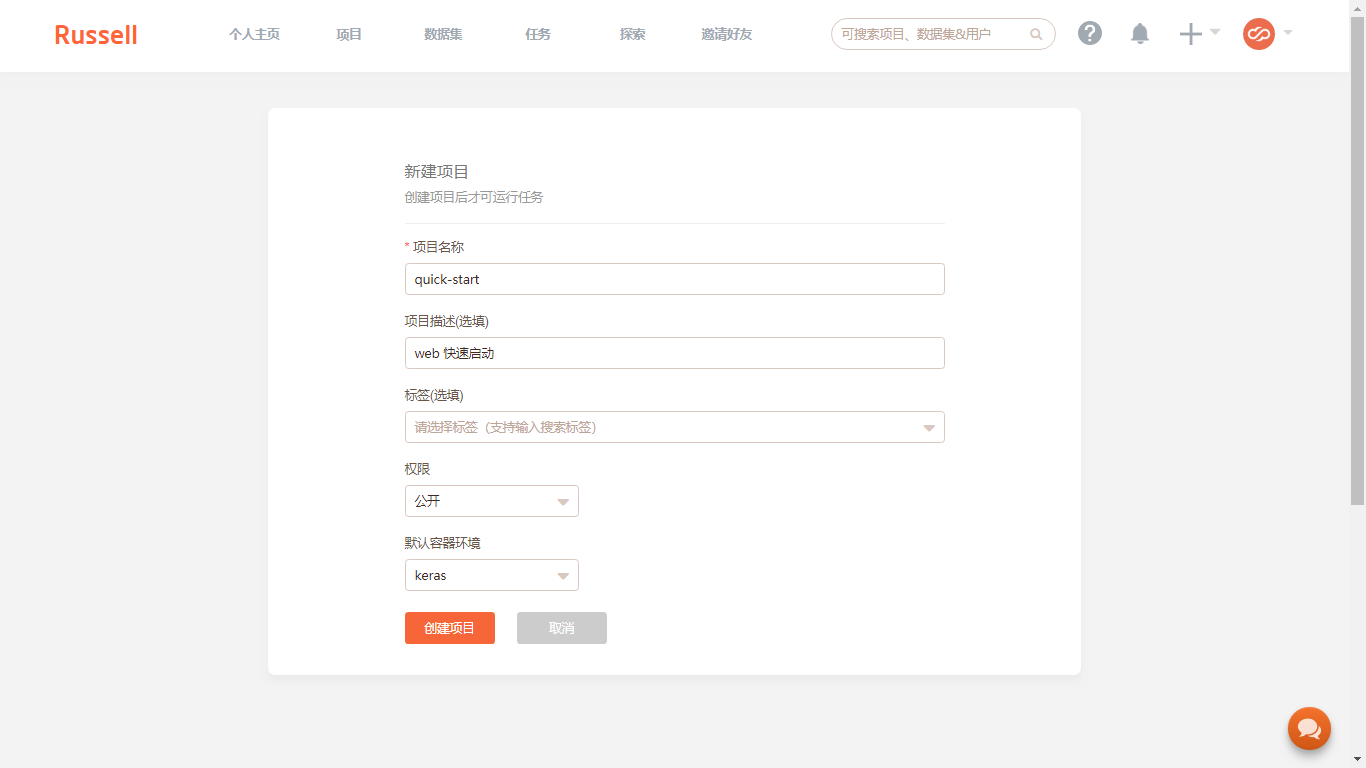 Russell
个人主页
项目
数据集
任务
探索
邀请好友
可搜索项目、数据集&用户
新建项目
创建项目后才可运行任务
* 项目名称
quick-start
项目描述(选填)
web 快速启动
标签(选填)
请选择标签（支持输入搜索标签）
权限
公开
默认容器环境
keras
创建项目
取消